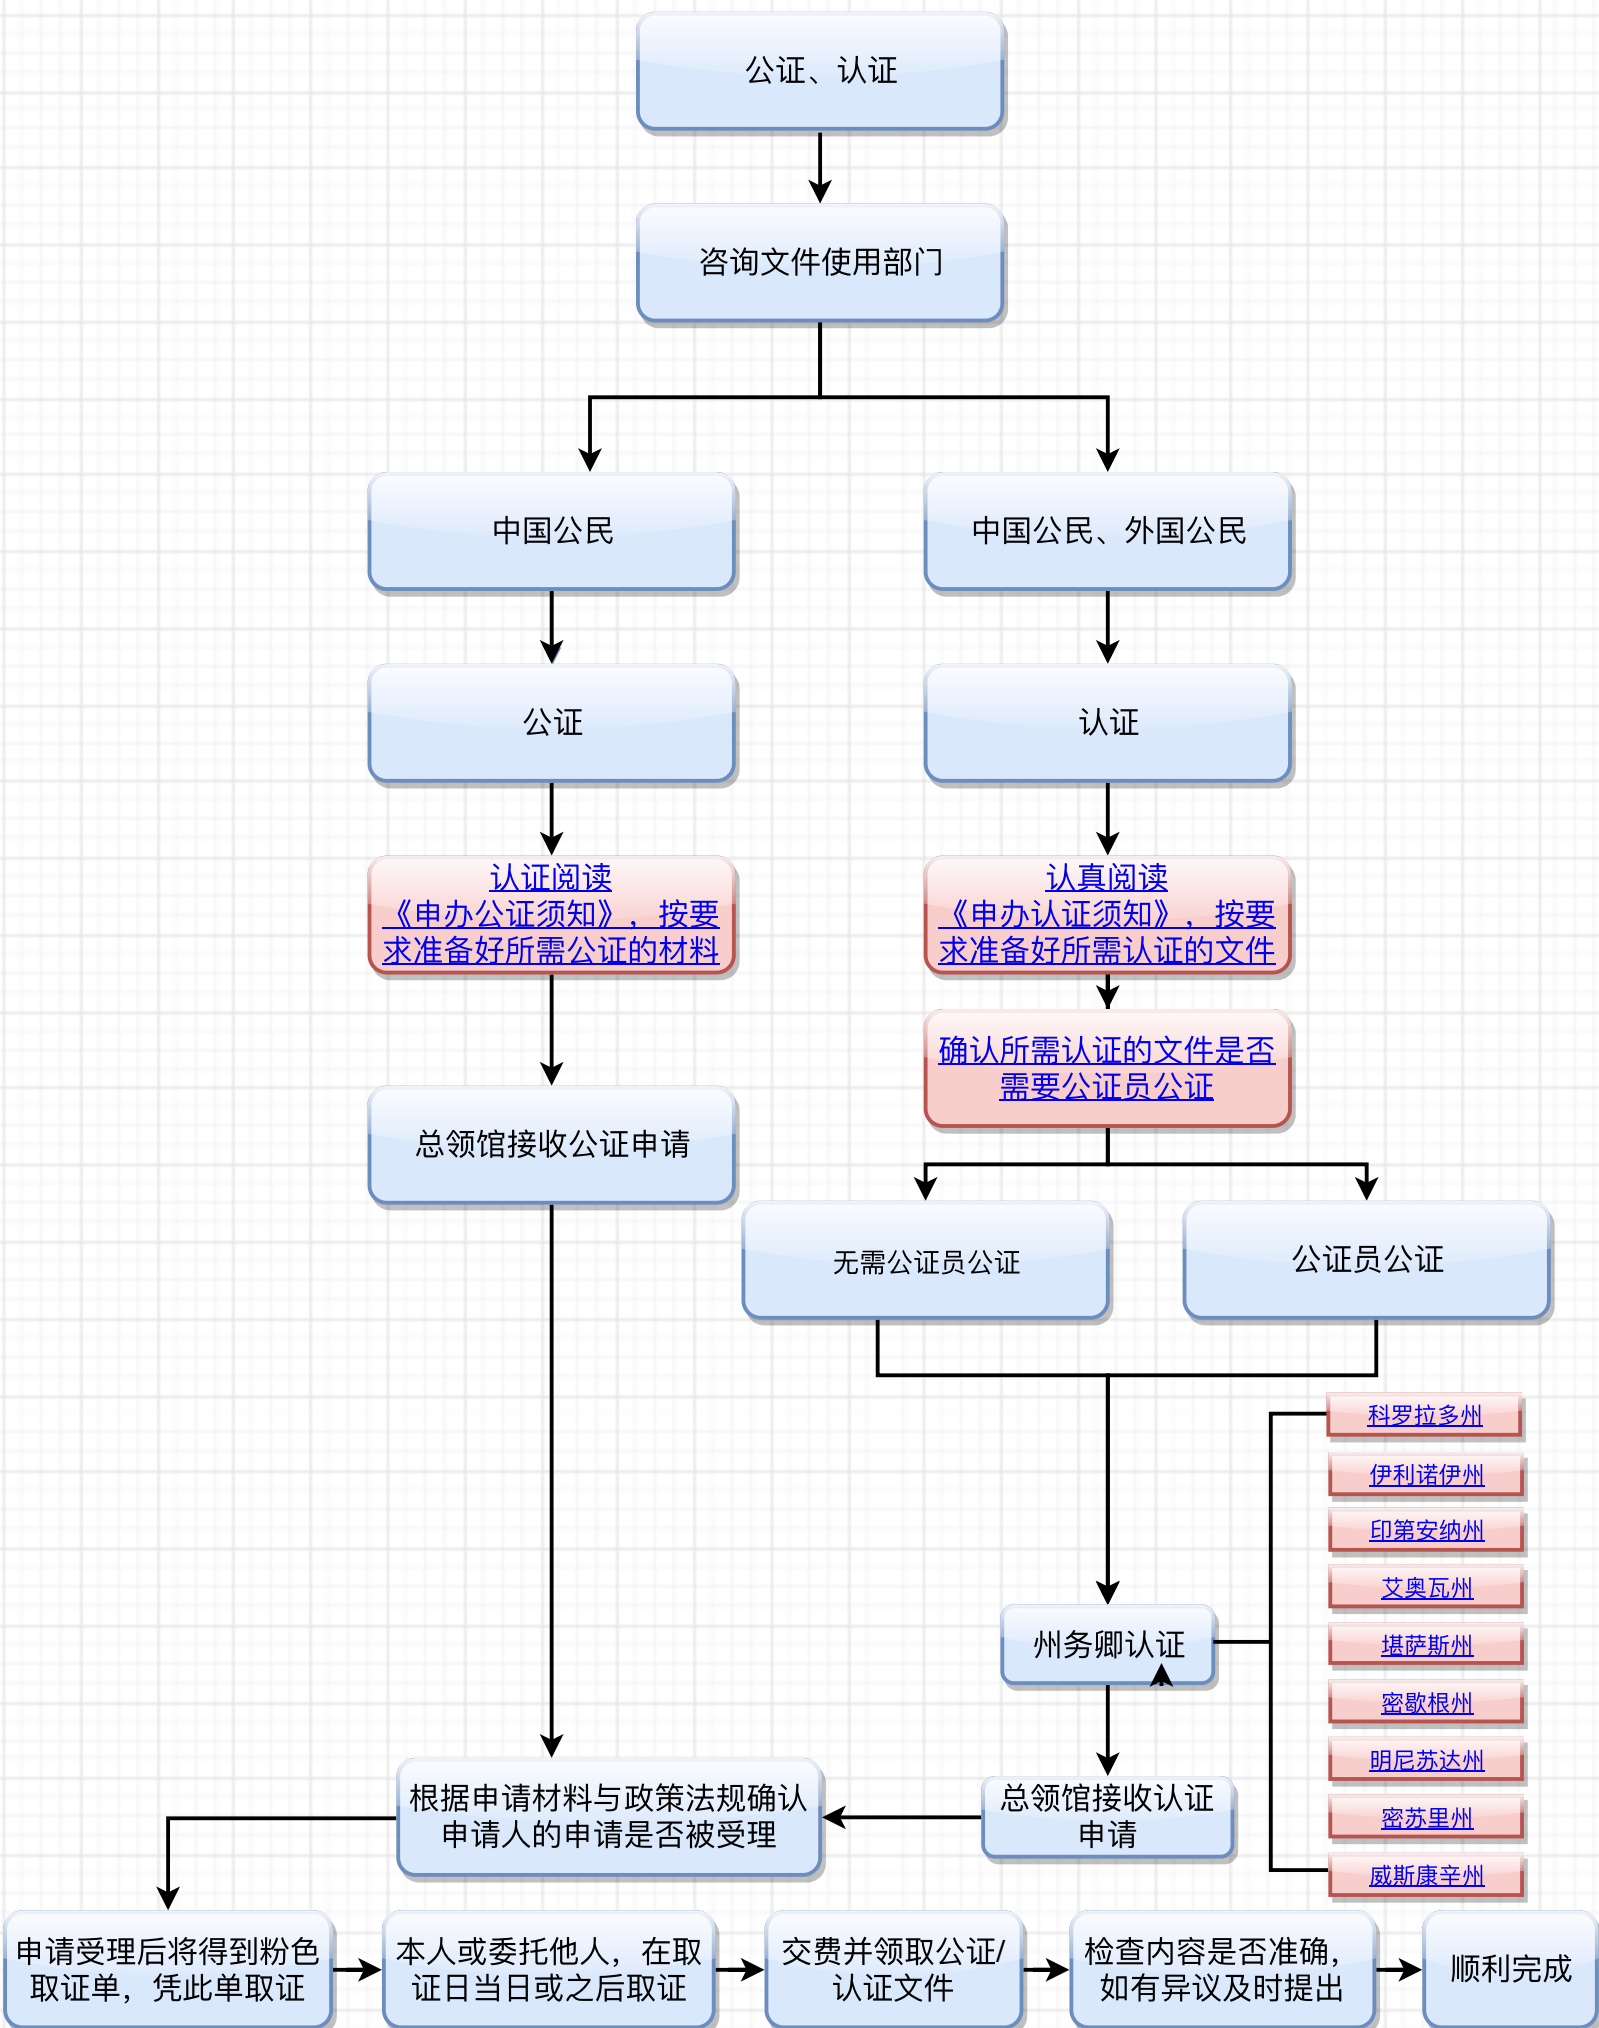 公证、认证
咨询文件使用部门
中国公民
中国公民、外国公民
公证
认证
认证阅读
《申办公证须知》，按要
求准备好所需公证的材料
认真阅读
《申办认证须知》，按要
求准备好所需认证的文件
确认所需认证的文件是否
需要公证员公证
总领馆接收公证申请
无需公证员公证
公证员公证
科罗拉多州
伊利诺伊州
印第安纳州
艾奥瓦州
堪萨斯州
密歇根州
明尼苏达州
密苏里州
威斯康辛州
州务卿认证
总领馆接收认证
申请
根据申请材料与政策法规确认
申请人的申请是否被受理
申请受理后将得到粉色
取证单，凭此单取证
本人或委托他人，在取
证日当日或之后取证
交费并领取公证/
认证文件
检查内容是否准确，
如有异议及时提出
顺利完成